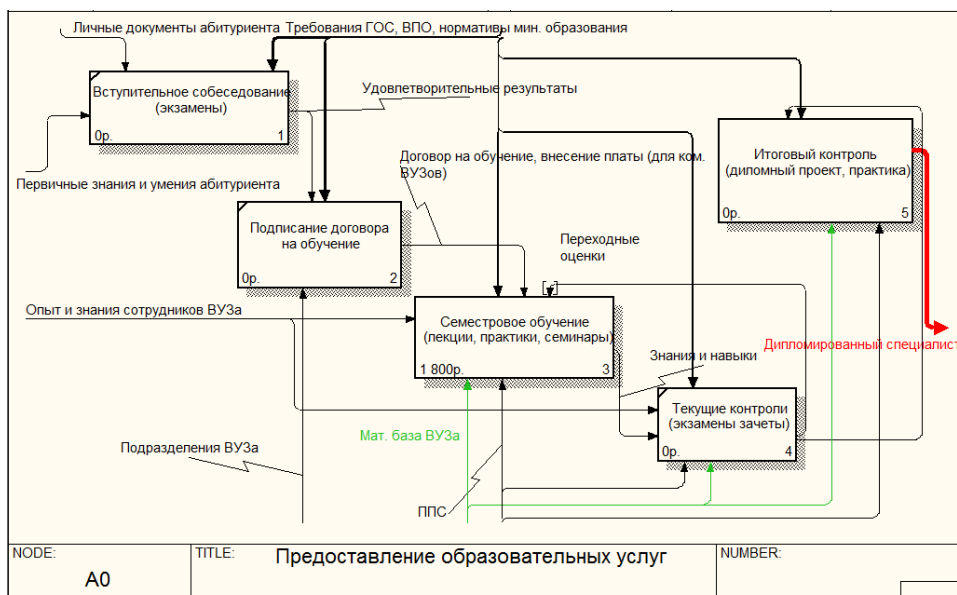 Личные документы абитуриента
Требования ГОС, ВПО, нормативы мин. образования
Вступительное собеседование
(экзамены)
0р.
1
Удовлетворительные результаты
Первичные знания и умения абитуриента
Договор на обучение, внесение платы (для ком.
ВУЗов)
Итоговый контроль
(дипломный проект, практика)
0р.
5
Подписание договора
на обучение
0р.
2
Переходные
оценки
Опыт и знания сотрудников ВУЗа
Семестровое обучение
(лекции, практики, семинары)
1 800р.
3
Дипломированный специалист
Знания и навыки
Текущие контроли
(экзамены зачеты)
0р.
4
Мат. база ВУЗа
Подразделения ВУЗа
ППС
NODE:
A0
TITLE:
Предоставление образовательных услуг
NUMBER: